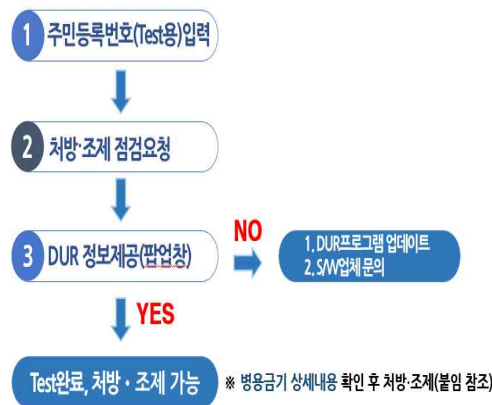 1 주민등록번호(Test용)입력
2 처방·조제 점검요청
3 DUR 정보제공(팝업창)
NO
1. DUR프로그램 업데이트
2. S/W업체 문의
YES
Test완료, 처방·조제 가능
※ 병용금기 상세내용 확인 후 처방·조제(붙임 참조)